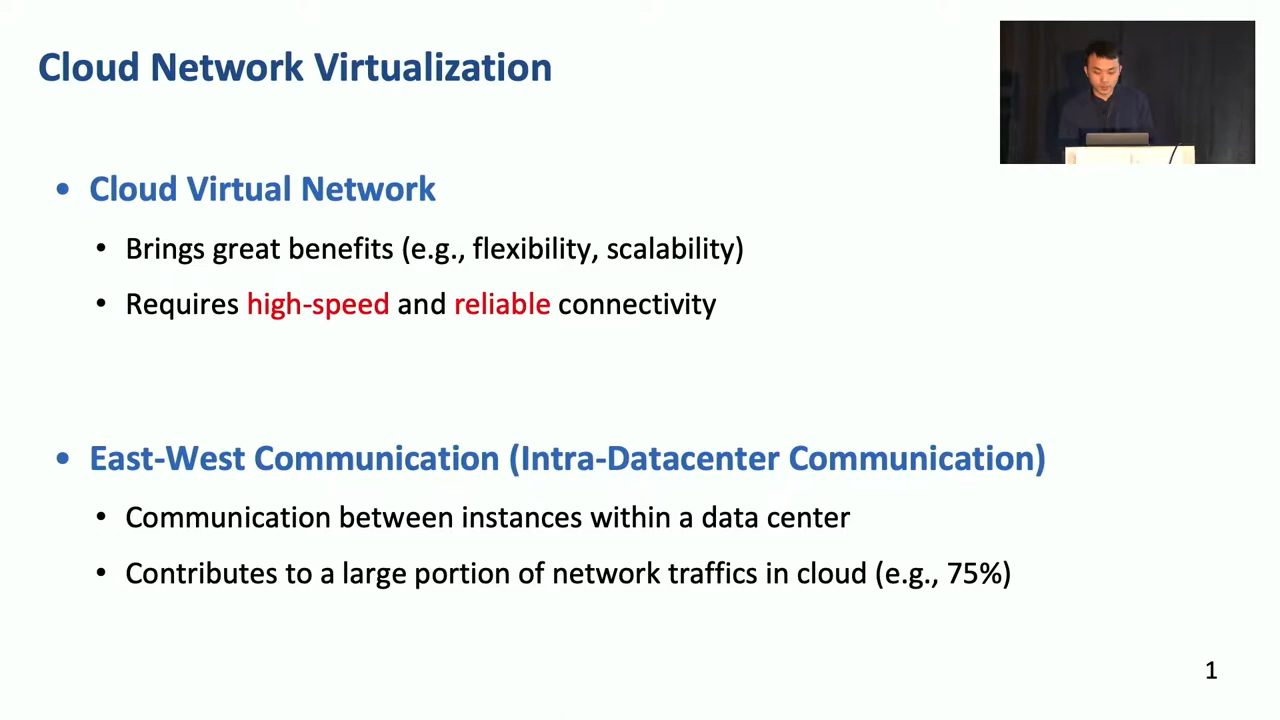 Cloud Network Virtualization
• Cloud Virtual Network
• Brings great benefits (e.g., flexibility, scalability)
• Requires high-speed and reliable connectivity
• East-West Communication (Intra-Datacenter Communication)
• Communication between instances within a data center
• Contributes to a large portion of network traffics in cloud (e.g., 75%)
1